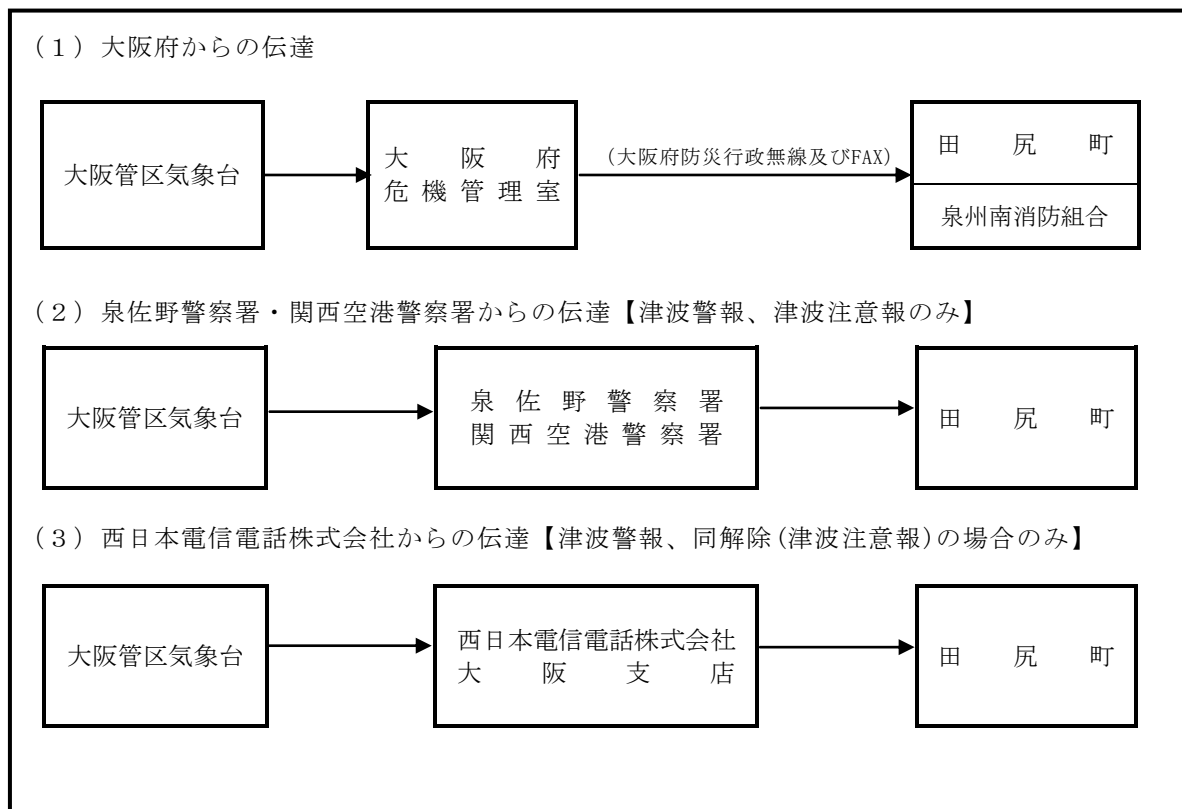 (１)大阪府からの伝達
大阪管区気象台
大阪府
危機管理室
(大阪府防災行政無線及びFAX)
田尻町
泉州南消防組合
(２)泉佐野警察署・関西空港警察署からの伝達【津波警報、津波注意報のみ】
大阪管区気象台
泉佐野警察署
関西空港警察署
田尻町
(３)西日本電信電話株式会社からの伝達【津波警報、同解除(津波注意報)の場合のみ】
大阪管区気象台
西日本電信電話株式会社
大阪支店
田尻町